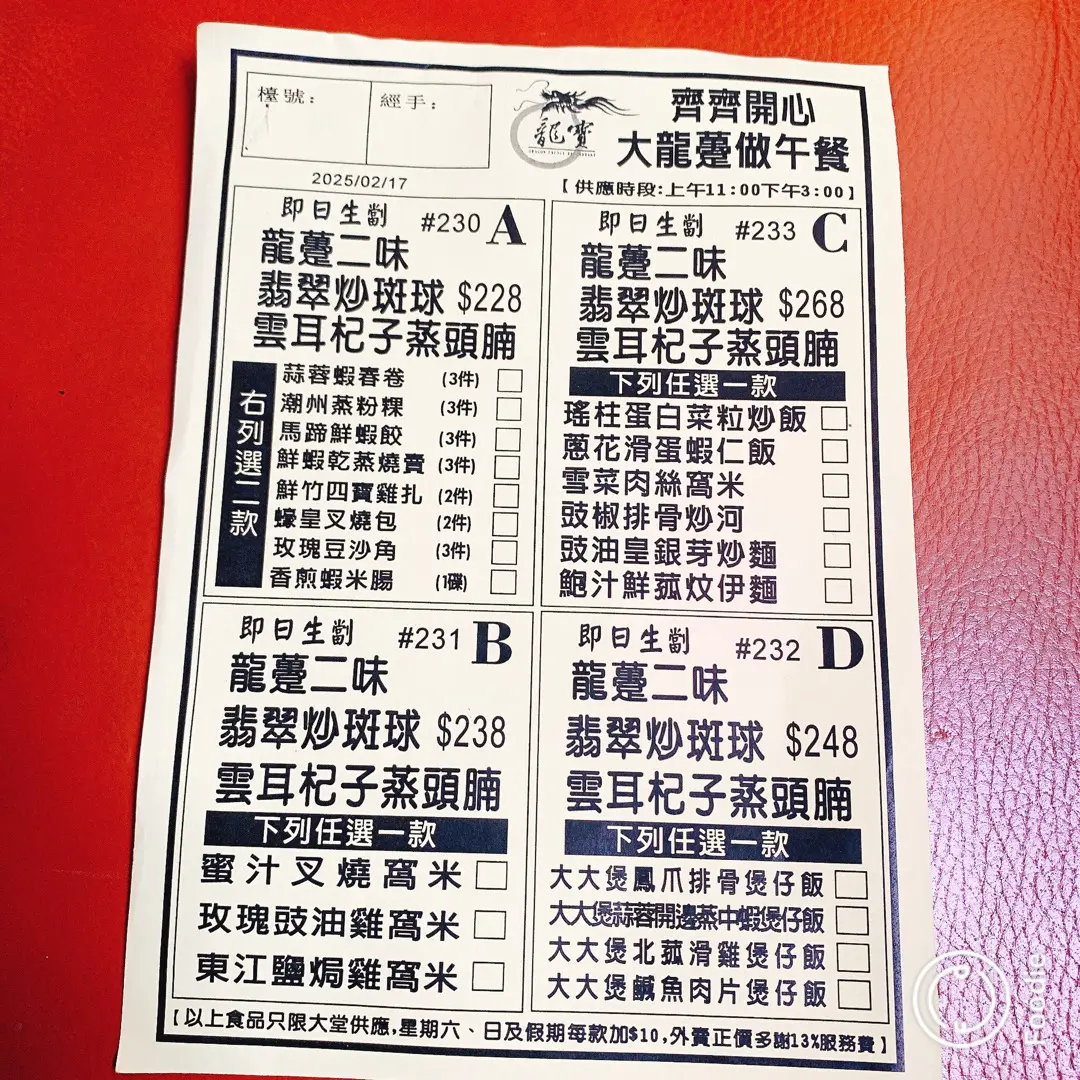 檯號：
經手：
龍寶
齊齊開心
大龍躉做午餐
【供應時段:上午11:00下午3:00】
2025/02/17
即日生劏 #230 A
龍躉二味
翡翠炒斑球 $228
雲耳杞子蒸頭腩
右列選二款
蒜蓉蝦春卷 (3件)
潮州蒸粉粿 (3件)
馬蹄鮮蝦餃 (3件)
鮮蝦乾蒸燒賣 (3件)
鮮竹四寶雞扎 (2件)
蠔皇叉燒包 (2件)
玫瑰豆沙角 (3件)
香煎蝦米腸 (1碟)
即日生劏 #233 C
龍躉二味
翡翠炒斑球 $268
雲耳杞子蒸頭腩
下列任選一款
瑤柱蛋白菜粒炒飯
蔥花滑蛋蝦仁飯
雪菜肉絲窩米
豉椒排骨炒河
豉油皇銀芽炒麵
鮑汁鮮菰炆伊麵
即日生劏 #231 B
龍躉二味
翡翠炒斑球 $238
雲耳杞子蒸頭腩
下列任選一款
蜜汁叉燒窩米
玫瑰豉油雞窩米
東江鹽焗雞窩米
即日生劏 #232 D
龍躉二味
翡翠炒斑球 $248
雲耳杞子蒸頭腩
下列任選一款
大大煲鳳爪排骨煲仔飯
大大煲蒜蓉開邊蒸中蝦煲仔飯
大大煲北菰滑雞煲仔飯
大大煲鹹魚肉片煲仔飯
【以上食品只限大堂供應,星期六、日及假期每款加$10,外賣正價多謝13%服務費】
Foodie